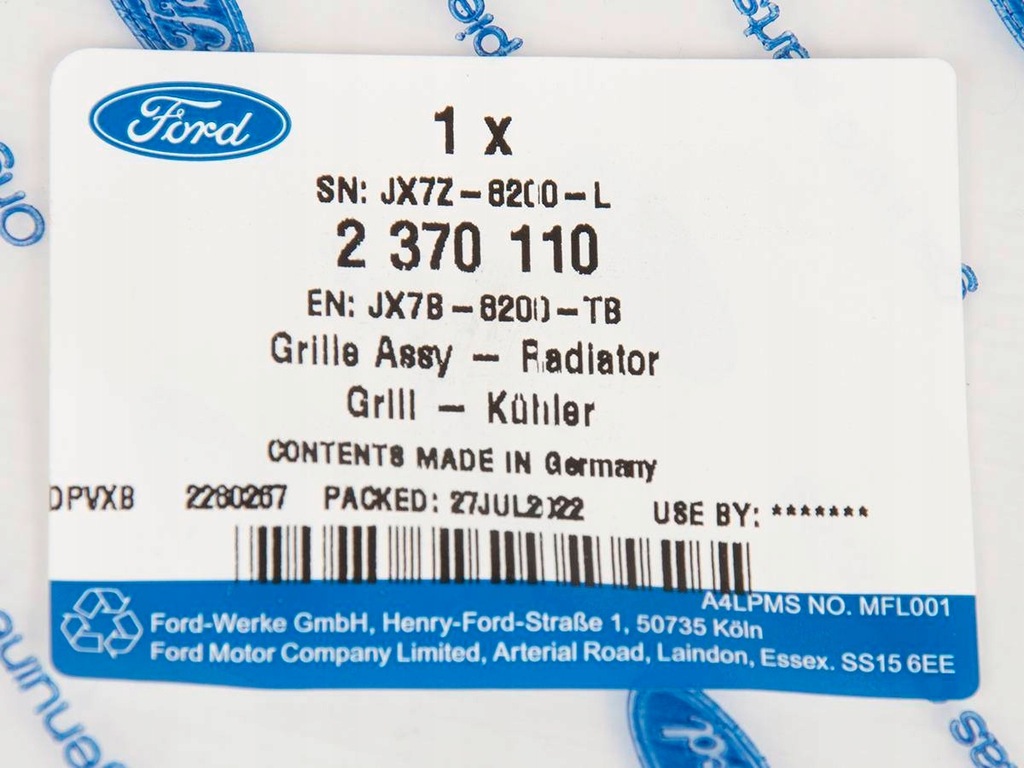 Ford
1 x
SN: JX7Z-8200-L
2 370 110
EN: JX7B-8200-TB
Grille Assy - Radiator
Grill - Kühler
CONTENTS MADE IN Germany
DPVXB 2280267 PACKED: 27JUL2022 USE BY: *******
A4LPMS NO. MFL001
Ford-Werke GmbH, Henry-Ford-Straße 1, 50735 Köln
Ford Motor Company Limited, Arterial Road, Laindon, Essex. SS15 6EE